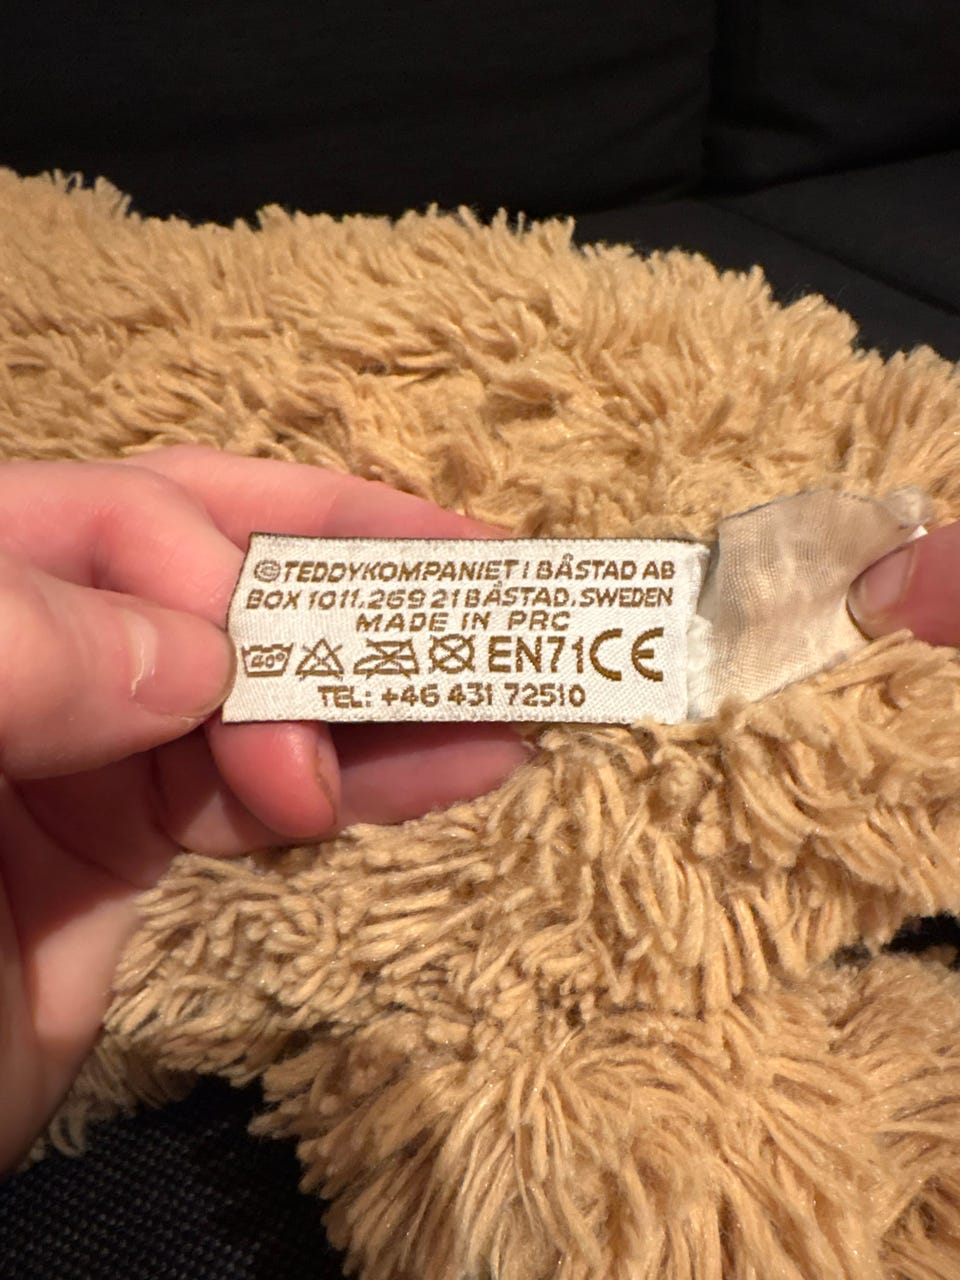 ©TEDDYKOMPANIET I BÅSTAD AB
BOX 1011.269 21 BÅSTAD.SWEDEN
MADE IN PRC
40° EN71 CE
TEL: +46 431 72510